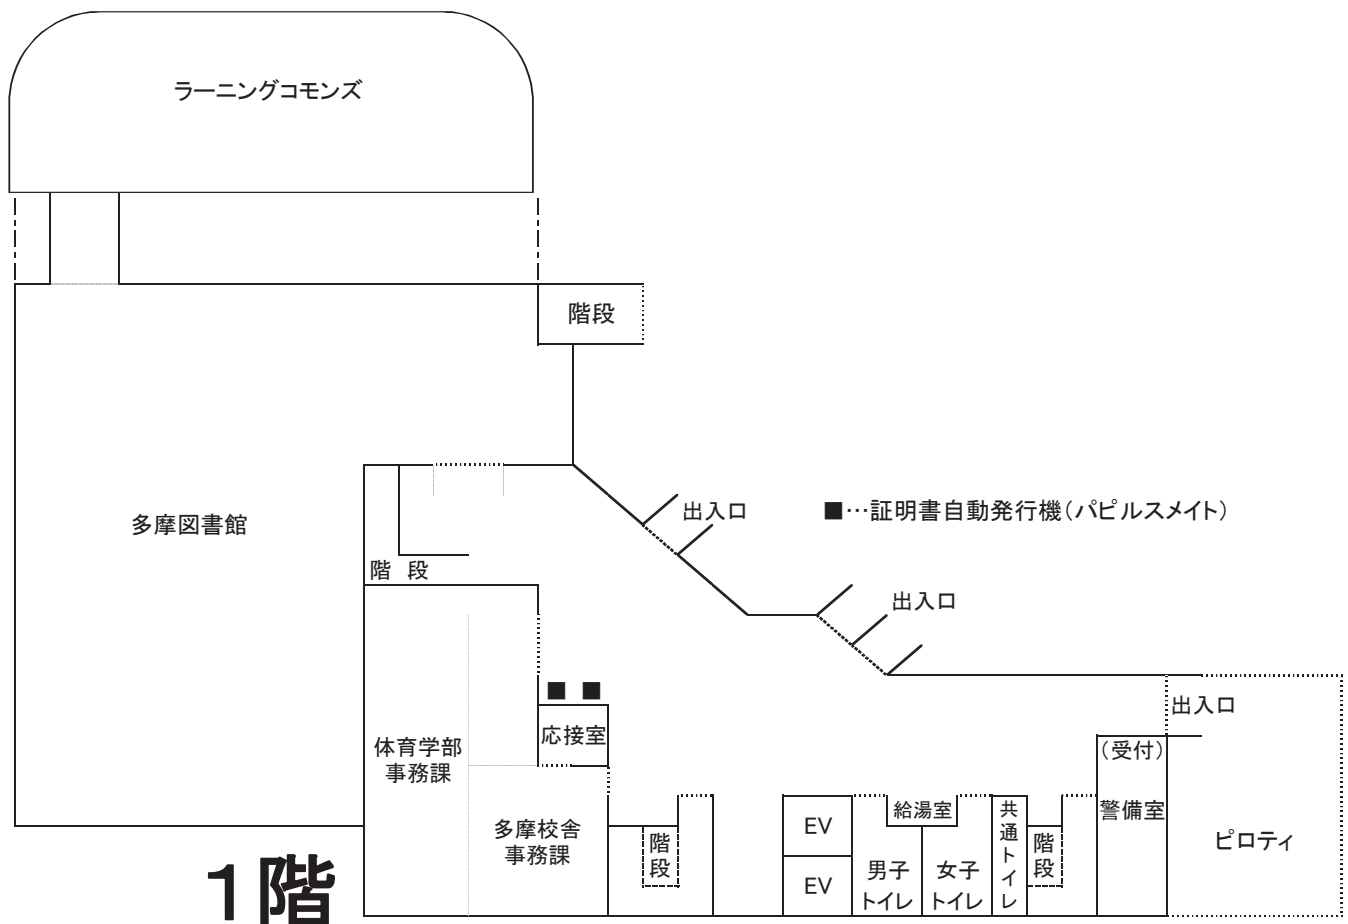 ラーニングコモンズ
階段
多摩図書館
出入口
■…証明書自動発行機(パピルスメイト)
階 段
出入口
■ ■
出入口
応接室
体育学部
事務課
(受付)
警備室
多摩校舎
事務課
階段
EV
EV
給湯室
男子
トイレ
女子
トイレ
共通トイレ
階段
ピロティ
1階